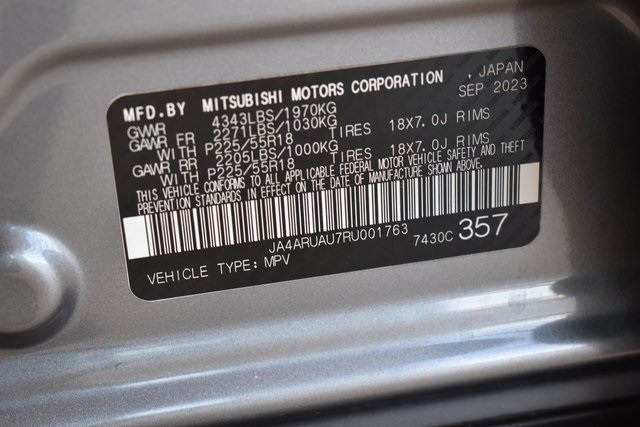 MFD.BY MITSUBISHI MOTORS CORPORATION , JAPAN
GVWR 4343LBS/1970KG SEP 2023
GAWR FR 2271LBS/1030KG
WITH P225/55R18 TIRES 18X7.0J RIMS
GAWR RR 2205LBS/1000KG
WITH P225/55R18 TIRES 18X7.0J RIMS
THIS VEHICLE CONFORMS TO ALL APPLICABLE FEDERAL MOTOR VEHICLE SAFETY AND THEFT
PREVENTION STANDARDS IN EFFECT ON THE DATE OF MANUFACTURE SHOWN ABOVE.
JA4ARUAU7RU001763 7430C 357
VEHICLE TYPE: MPV